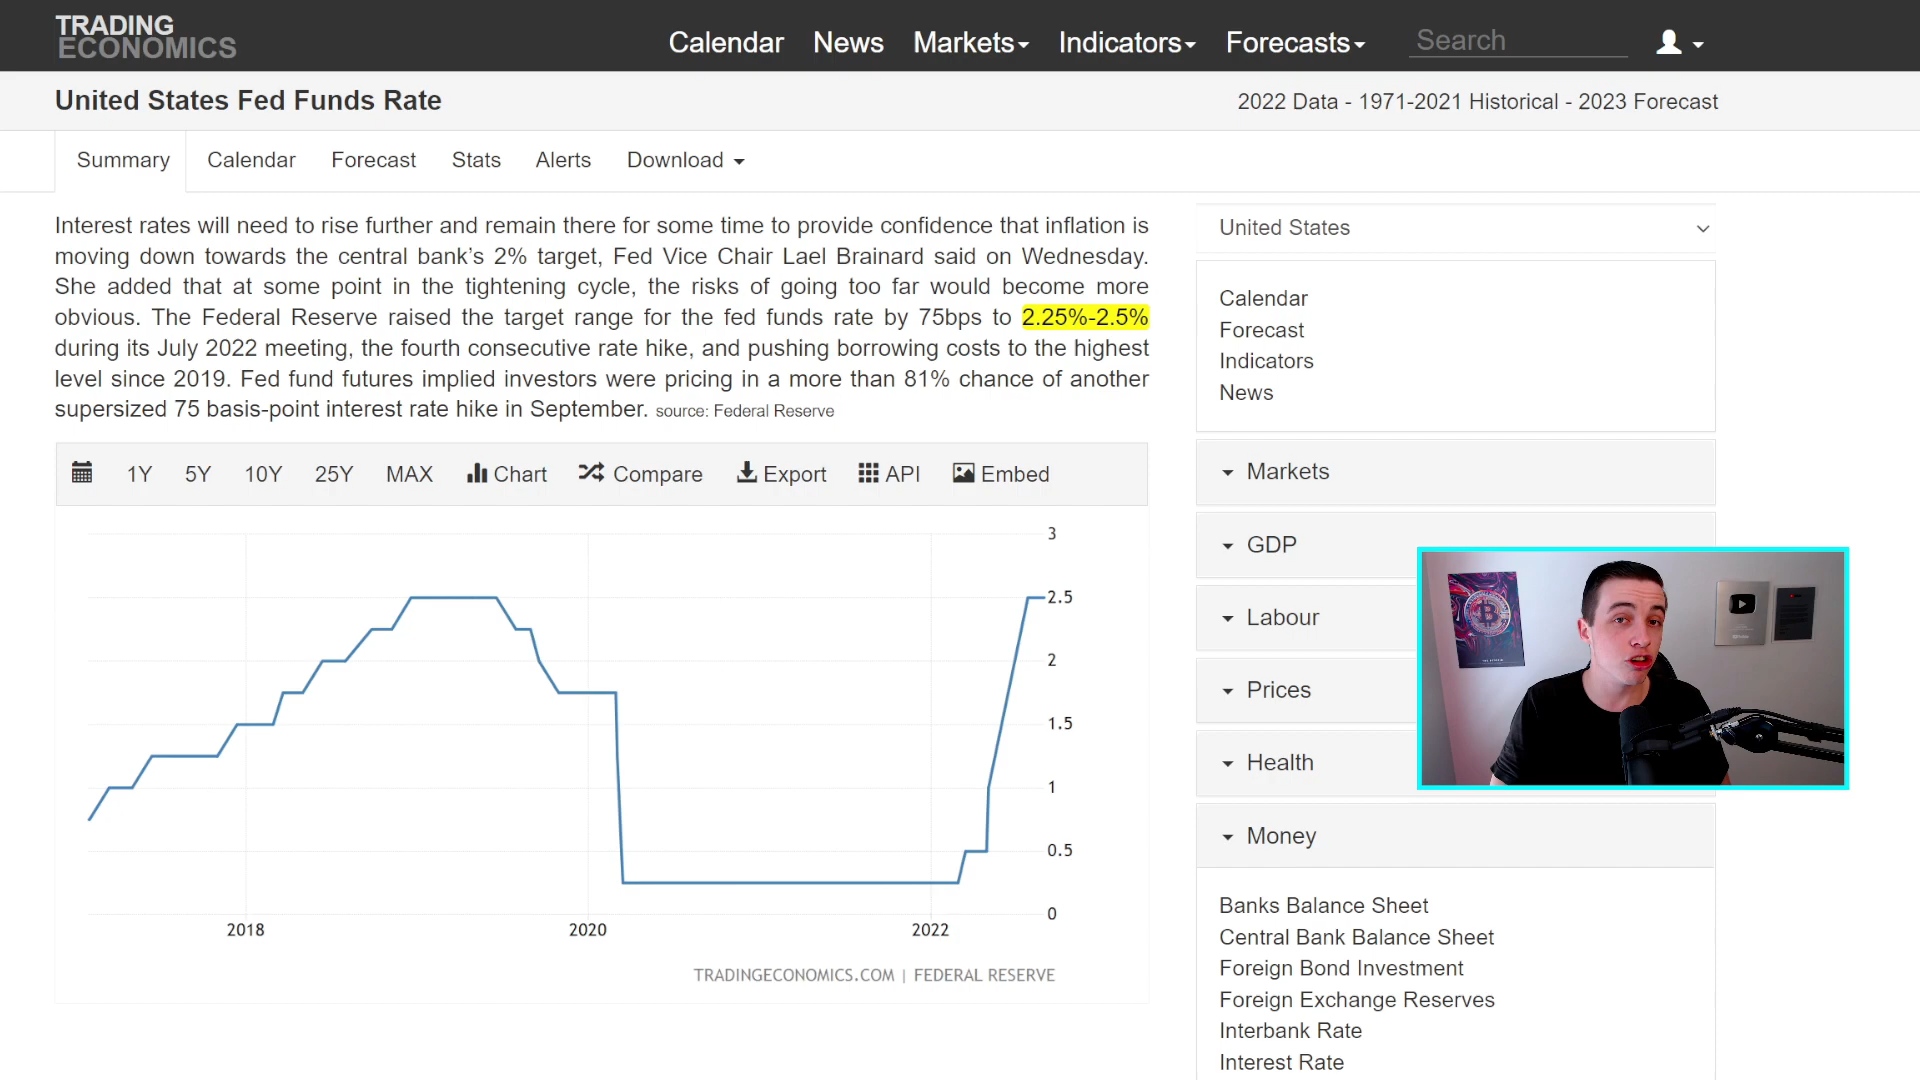 TRADING
ECONOMICS
Calendar News Markets Indicators Forecasts Search
United States Fed Funds Rate
2022 Data - 1971-2021 Historical - 2023 Forecast
Summary Calendar Forecast Stats Alerts Download
Interest rates will need to rise further and remain there for some time to provide confidence that inflation is
moving down towards the central bank’s 2% target, Fed Vice Chair Lael Brainard said on Wednesday.
She added that at some point in the tightening cycle, the risks of going too far would become more
obvious. The Federal Reserve raised the target range for the fed funds rate by 75bps to 2.25%-2.5%
during its July 2022 meeting, the fourth consecutive rate hike, and pushing borrowing costs to the highest
level since 2019. Fed fund futures implied investors were pricing in a more than 81% chance of another
supersized 75 basis-point interest rate hike in September. source: Federal Reserve
1Y 5Y 10Y 25Y MAX Chart Compare Export API Embed
3
2.5
2
1.5
1
0.5
0
2018 2020 2022
TRADINGECONOMICS.COM | FEDERAL RESERVE
United States
Calendar
Forecast
Indicators
News
Markets
GDP
Labour
Prices
Health
Money
Banks Balance Sheet
Central Bank Balance Sheet
Foreign Bond Investment
Foreign Exchange Reserves
Interbank Rate
Interest Rate